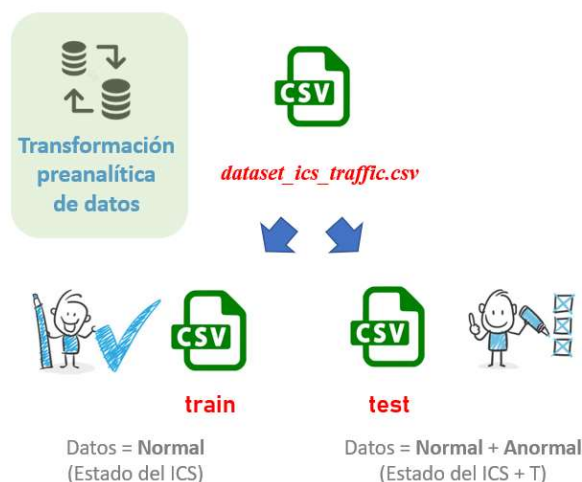 CSV
Transformación
preanalítica
de datos
dataset_ics_traffic.csv
CSV
CSV
train
test
Datos = Normal
(Estado del ICS)
Datos = Normal + Anormal
(Estado del ICS + T)